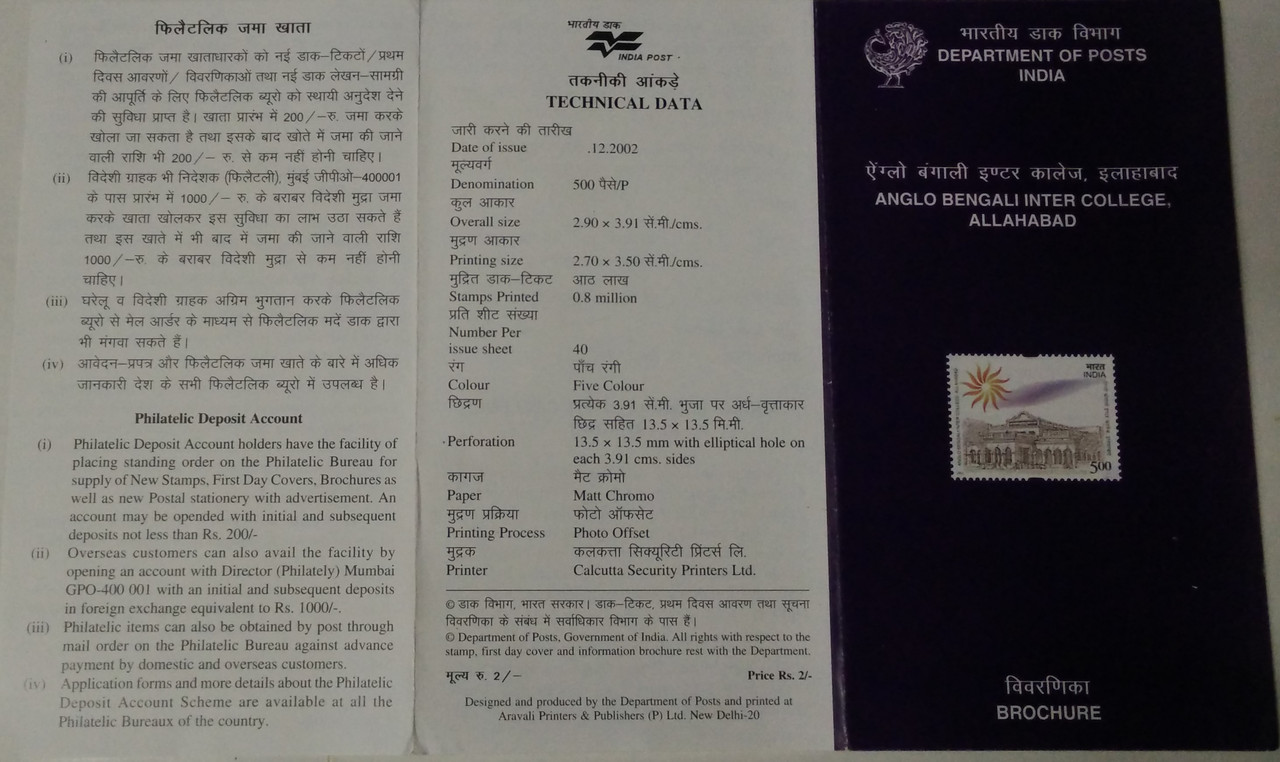 फिलैटलिक जमा खाता
(i) फिलैटलिक जमा खाताधारकों को नई डाक–टिकटों/प्रथम
दिवस आवरणों/ विवरणिकाओं तथा नई डाक लेखन–सामग्री
की आपूर्ति के लिए फिलैटलिक ब्यूरो को स्थायी अनुदेश देने
की सुविधा प्राप्त है। खाता प्रारंभ में 200/–रु. जमा करके
खोला जा सकता है तथा इसके बाद खोते में जमा की जाने
वाली राशि भी 200/– रु. से कम नहीं होनी चाहिए।
(ii) विदेशी ग्राहक भी निदेशक (फिलैटली), मुंबई जीपीओ–400001
के पास प्रारंभ में 1000/– रु. के बराबर विदेशी मुद्रा जमा
करके खाता खोलकर इस सुविधा का लाभ उठा सकते हैं
तथा इस खाते में भी बाद में जमा की जाने वाली राशि
1000/–रु. के बराबर विदेशी मुद्रा से कम नहीं होनी
चाहिए।
(iii) घरेलू व विदेशी ग्राहक अग्रिम भुगतान करके फिलैटलिक
ब्यूरो से मेल आर्डर के माध्यम से फिलैटलिक मदें डाक द्वारा
भी मंगवा सकते हैं।
(iv) आवेदन–प्रपत्र और फिलैटलिक जमा खाते के बारे में अधिक
जानकारी देश के सभी फिलैटलिक ब्यूरो में उपलब्ध है।
Philatelic Deposit Account
(i) Philatelic Deposit Account holders have the facility of
placing standing order on the Philatelic Bureau for
supply of New Stamps, First Day Covers, Brochures as
well as new Postal stationery with advertisement. An
account may be opended with initial and subsequent
deposits not less than Rs. 200/-
(ii) Overseas customers can also avail the facility by
opening an account with Director (Philately) Mumbai
GPO-400 001 with an initial and subsequent deposits
in foreign exchange equivalent to Rs. 1000/-.
(iii) Philatelic items can also be obtained by post through
mail order on the Philatelic Bureau against advance
payment by domestic and overseas customers.
(iv) Application forms and more details about the Philatelic
Deposit Account Scheme are available at all the
Philatelic Bureaux of the country.
भारतीय डाक
INDIA POST
तकनीकी आंकड़े
TECHNICAL DATA
जारी करने की तारीख
Date of issue .12.2002
मूल्यवर्ग
Denomination 500 पैसे/P
कुल आकार
Overall size 2.90 × 3.91 सें.मी./cms.
मुद्रण आकार
Printing size 2.70 × 3.50 सें.मी./cms.
मुद्रित डाक–टिकट आठ लाख
Stamps Printed 0.8 million
प्रति शीट संख्या
Number Per
issue sheet 40
रंग पाँच रंगी
Colour Five Colour
छिद्रण प्रत्येक 3.91 सें.मी. भुजा पर अर्ध–वृत्ताकार
छिद्र सहित 13.5 × 13.5 मि.मी.
Perforation 13.5 × 13.5 mm with elliptical hole on
each 3.91 cms. sides
कागज मैट क्रोमो
Paper Matt Chromo
मुद्रण प्रक्रिया फोटो ऑफसेट
Printing Process Photo Offset
मुद्रक कलकत्ता सिक्यूरिटी प्रिंटर्स लि.
Printer Calcutta Security Printers Ltd.
© डाक विभाग, भारत सरकार। डाक–टिकट, प्रथम दिवस आवरण तथा सूचना
विवरणिका के संबंध में सर्वाधिकार विभाग के पास हैं।
© Department of Posts, Government of India. All rights with respect to the
stamp, first day cover and information brochure rest with the Department.
मूल्य रु. 2/– Price Rs. 2/-
Designed and produced by the Department of Posts and printed at
Aravali Printers & Publishers (P) Ltd. New Delhi-20
भारतीय डाक विभाग
DEPARTMENT OF POSTS
INDIA
ऐंग्लो बंगाली इण्टर कालेज, इलाहाबाद
ANGLO BENGALI INTER COLLEGE,
ALLAHABAD
भारत
INDIA
500
विवरणिका
BROCHURE